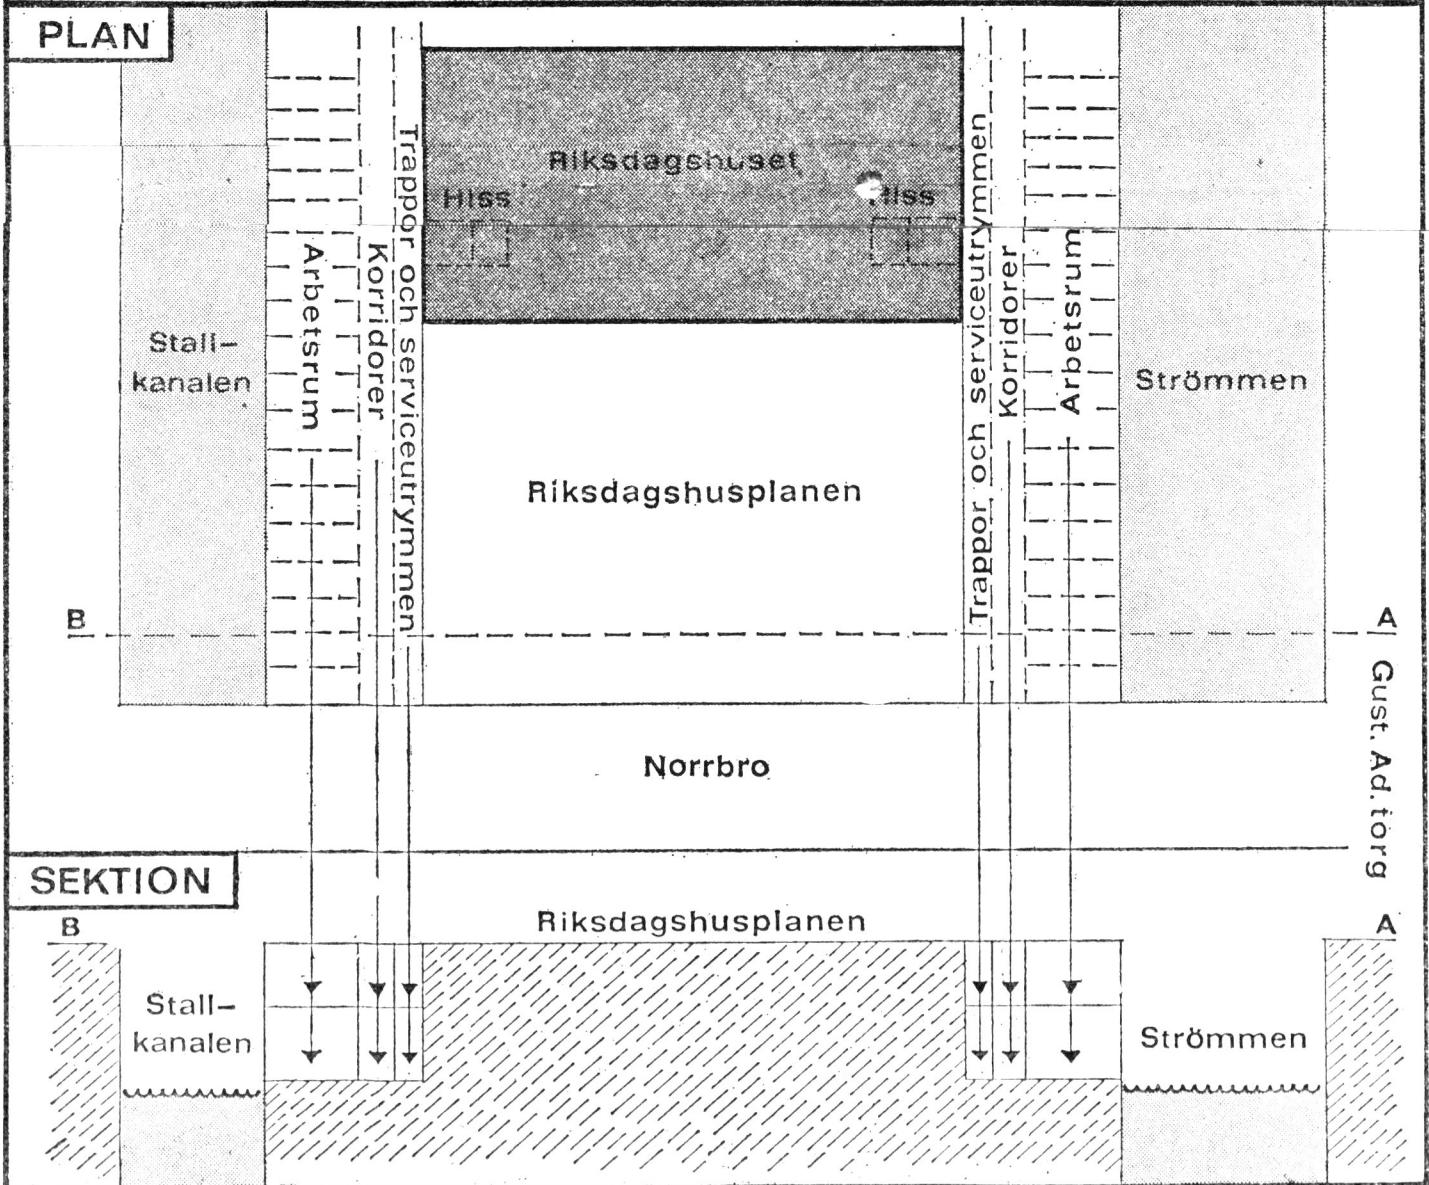 PLAN
Riksdagshuset
Hiss
Hiss
Trappor och serviceutrymmen
Korridorer
Arbetsrum
Trappor och serviceutrymmen
Korridorer
Arbetsrum
Stall-
kanalen
Strömmen
Riksdagshusplanen
B
A
Gust. Ad. torg
Norrbro
SEKTION
B
Riksdagshusplanen
A
Stall-
kanalen
Strömmen